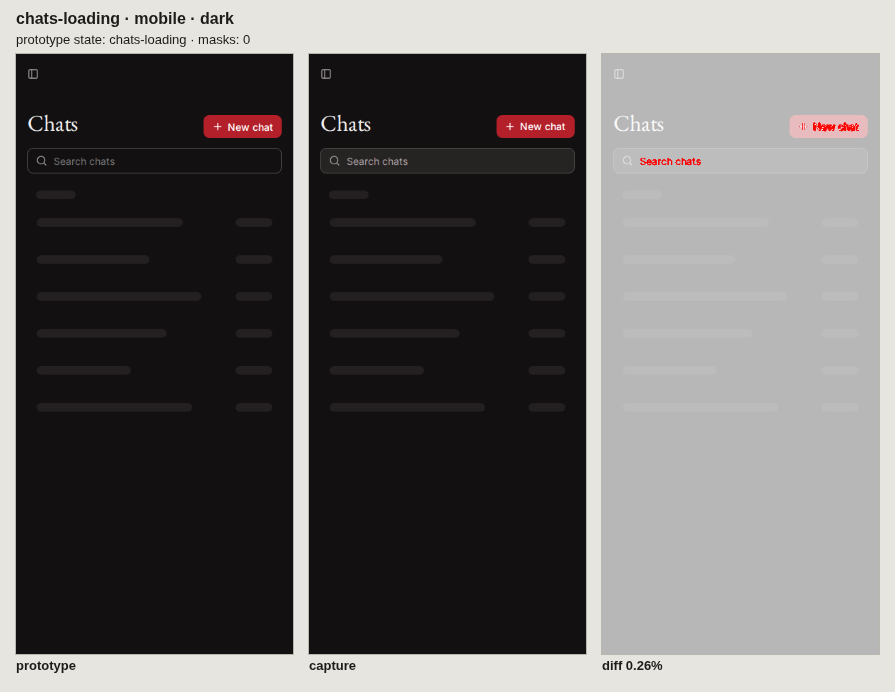 chats-loading · mobile · dark
prototype state: chats-loading · masks: 0
Chats
+ New chat
Search chats
Chats
+ New chat
Search chats
Chats
Search chats
prototype
capture
diff 0.26%